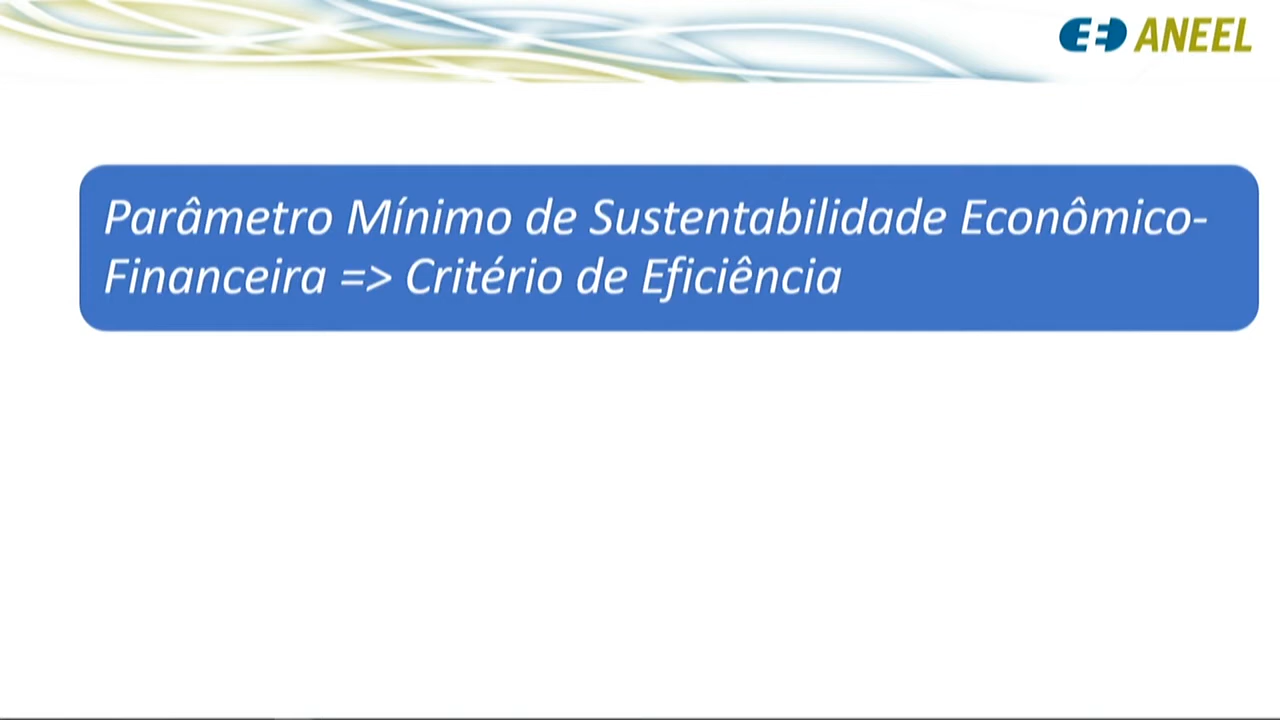 ANEEL
Parâmetro Mínimo de Sustentabilidade Econômico-
Financeira => Critério de Eficiência